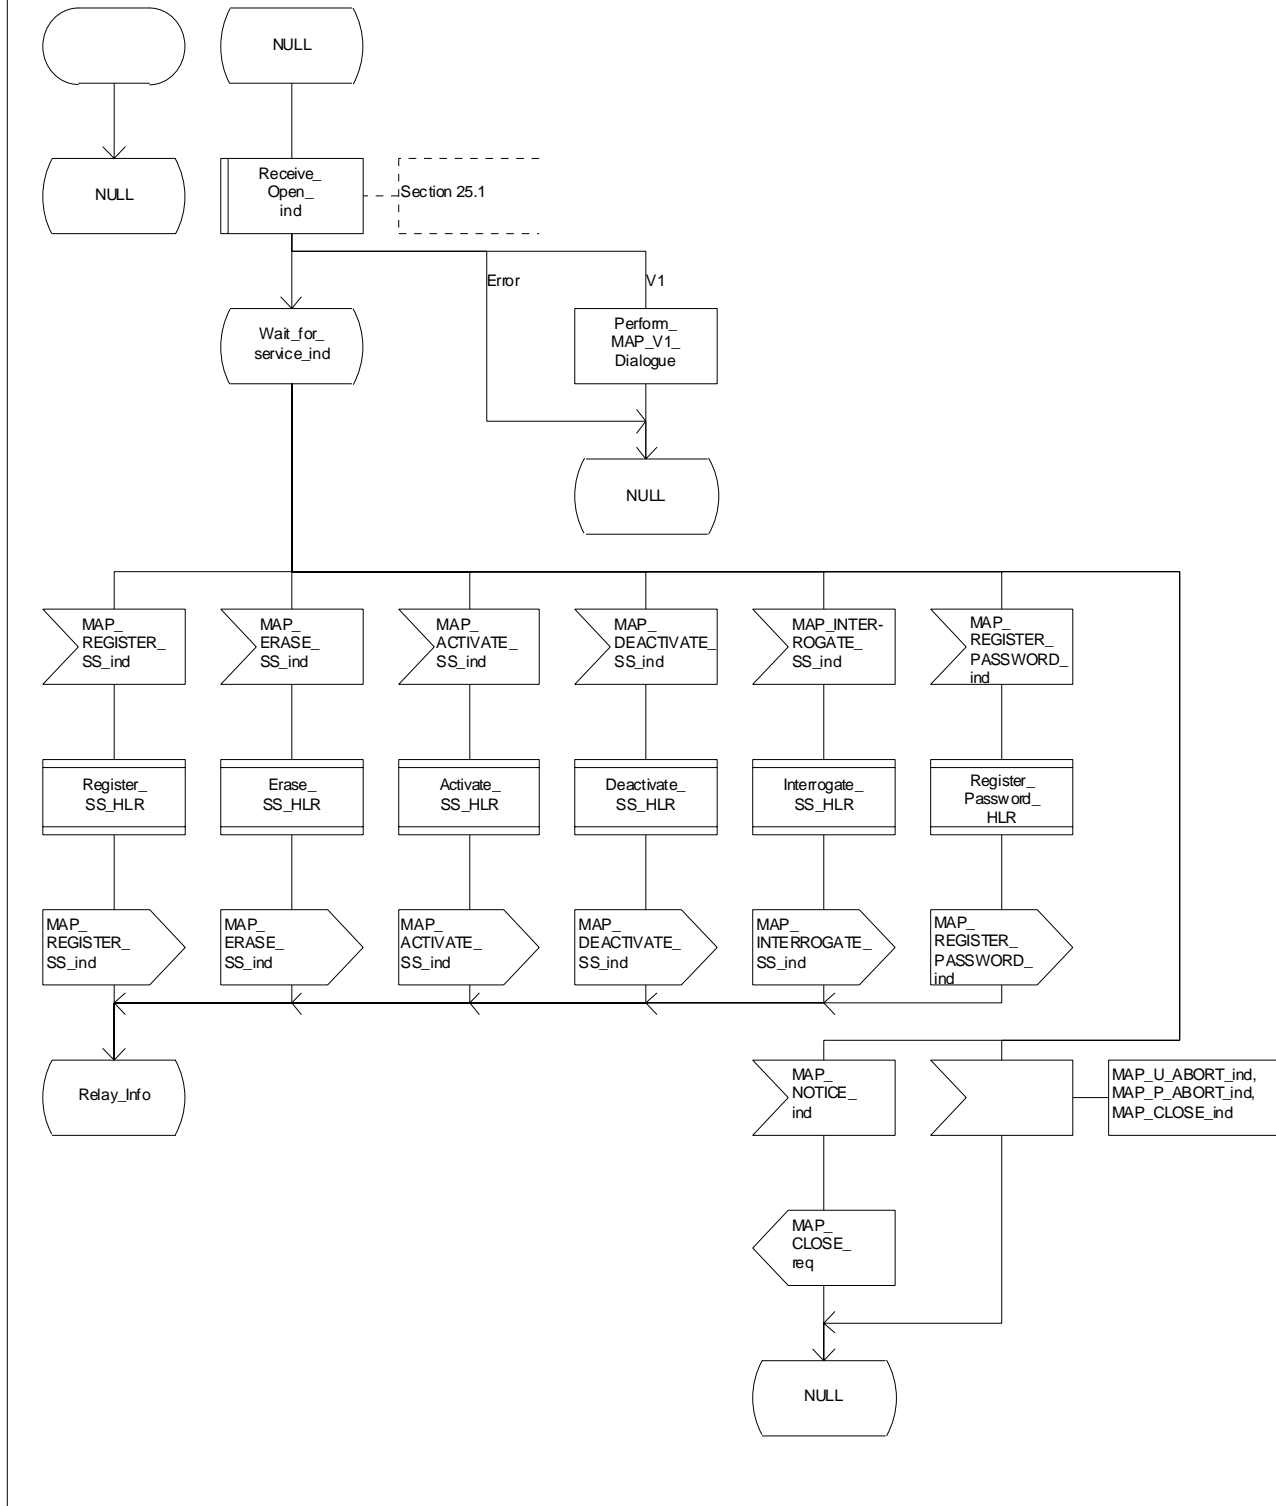 NULL
NULL
Receive_
Open_
ind
Section 25.1
Error
V1
Wait_for_
service_ind
Perform_
MAP_V1_
Dialogue
NULL
MAP_
REGISTER_
SS_ind
MAP_
ERASE_
SS_ind
MAP_
ACTIVATE_
SS_ind
MAP_
DEACTIVATE_
SS_ind
MAP_INTER-
ROGATE_
SS_ind
MAP_
REGISTER_
PASSWORD_
ind
Register_
SS_HLR
Erase_
SS_HLR
Activate_
SS_HLR
Deactivate_
SS_HLR
Interrogate_
SS_HLR
Register_
Password_
HLR
MAP_
REGISTER_
SS_ind
MAP_
ERASE_
SS_ind
MAP_
ACTIVATE_
SS_ind
MAP_
DEACTIVATE_
SS_ind
MAP_
INTERROGATE_
SS_ind
MAP_
REGISTER_
PASSWORD_
ind
Relay_Info
MAP_
NOTICE_
ind
MAP_U_ABORT_ind,
MAP_P_ABORT_ind,
MAP_CLOSE_ind
MAP_
CLOSE_
req
NULL